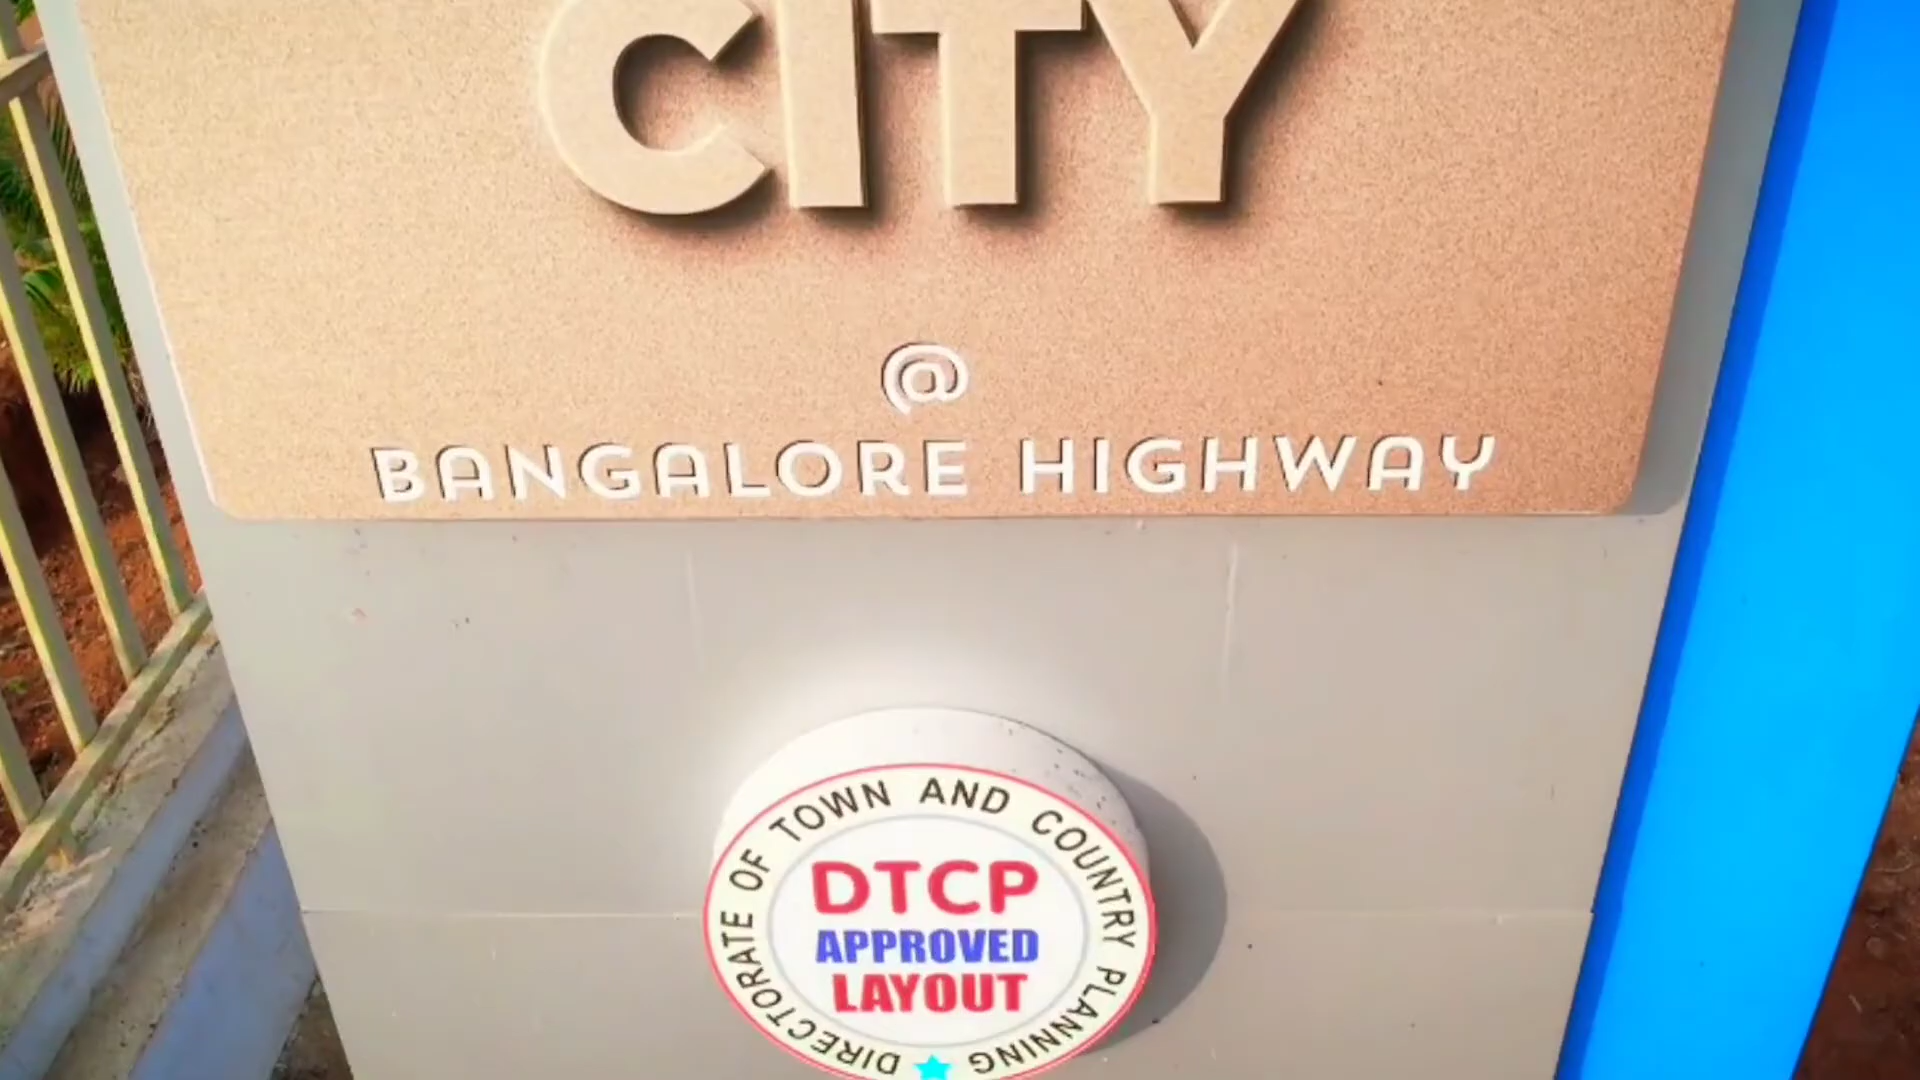 CITY
@
BANGALORE HIGHWAY
DIRECTORATE OF TOWN AND COUNTRY PLANNING
DTCP
APPROVED
LAYOUT